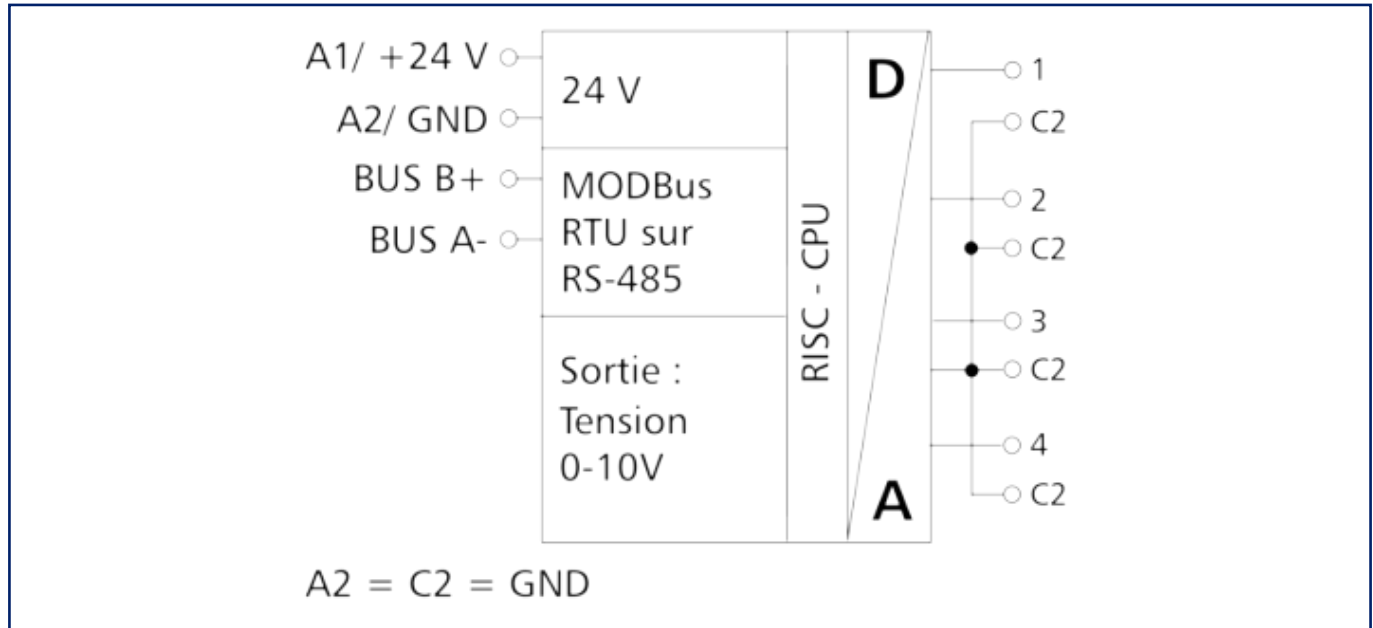 A1/ +24 V
A2/ GND
BUS B+
BUS A-
24 V
MODBus
RTU sur
RS-485
Sortie :
Tension
0-10V
RISC - CPU
D
A
1
C2
2
C2
3
C2
4
C2
A2 = C2 = GND